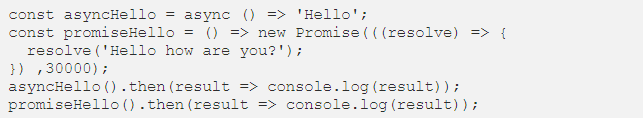 const asyncHello = async () => 'Hello';
const promiseHello = () => new Promise(((resolve) => {
  resolve('Hello how are you?');
}) ,30000);
asyncHello().then(result => console.log(result));
promiseHello().then(result => console.log(result));